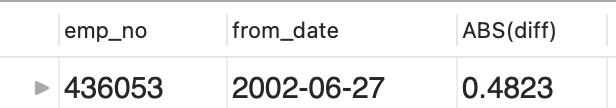 emp_no from_date ABS(diff)
436053 2002-06-27 0.4823